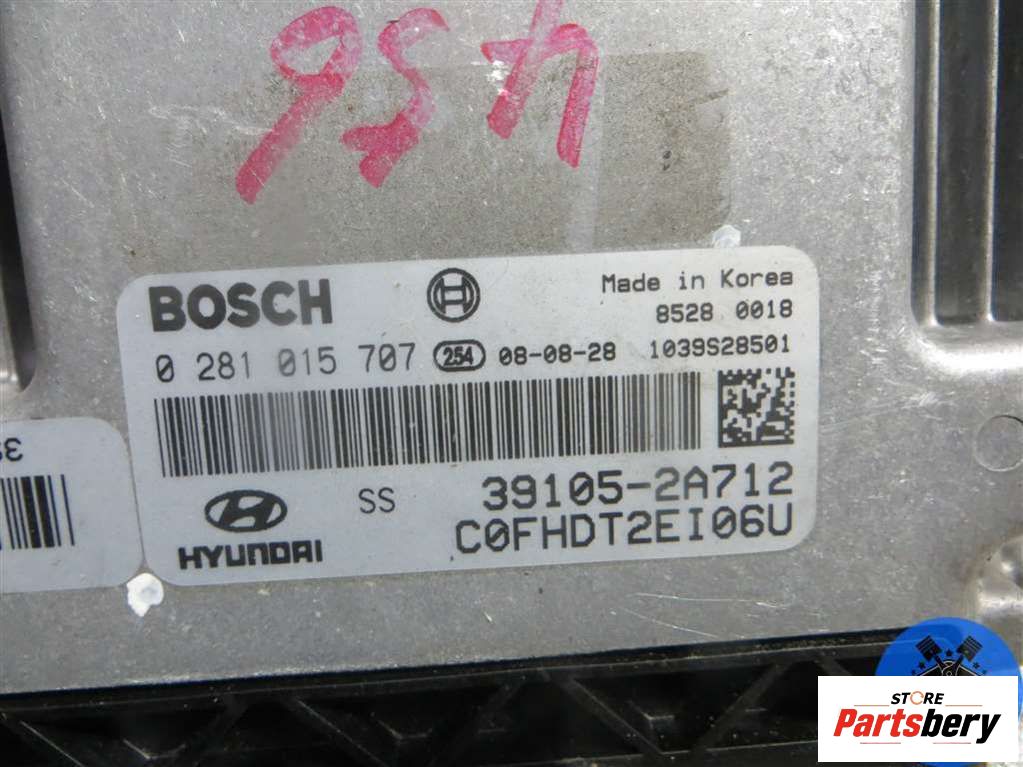 456
BOSCH
Made in Korea
8528 0018
0 281 015 707 254 08-08-28 1039S28501
SS 39105-2A712
HYUNDAI C0FHDT2EI06U
STORE
Partsbery